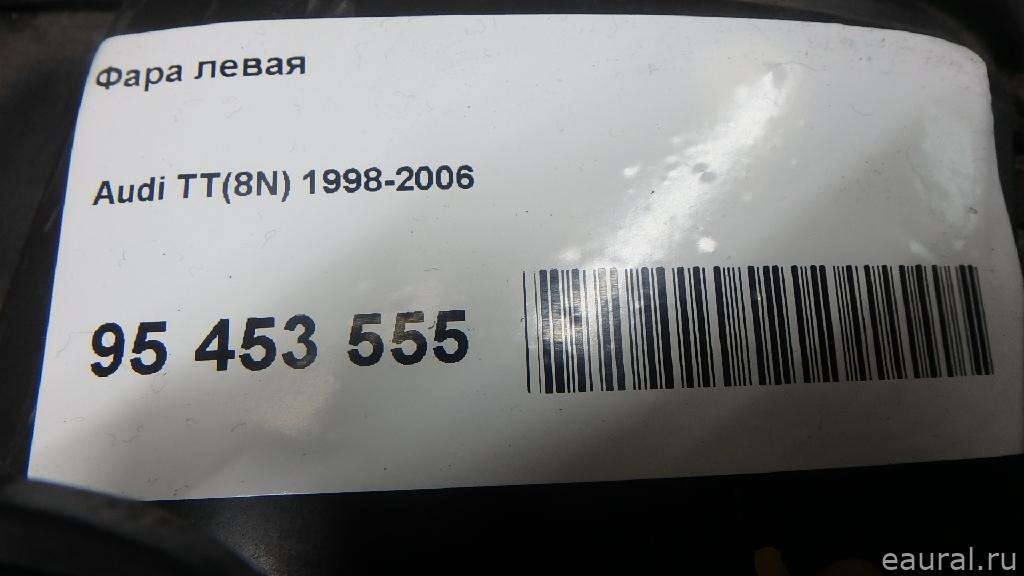 Фара левая
Audi TT(8N) 1998-2006
95 453 555
eaural.ru